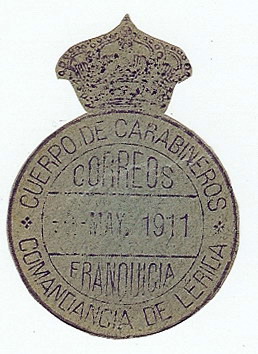 CUERPO DE CARABINEROS
CORREOS
MAY. 1911
FRANQUICIA
COMANDANCIA DE LERIDA